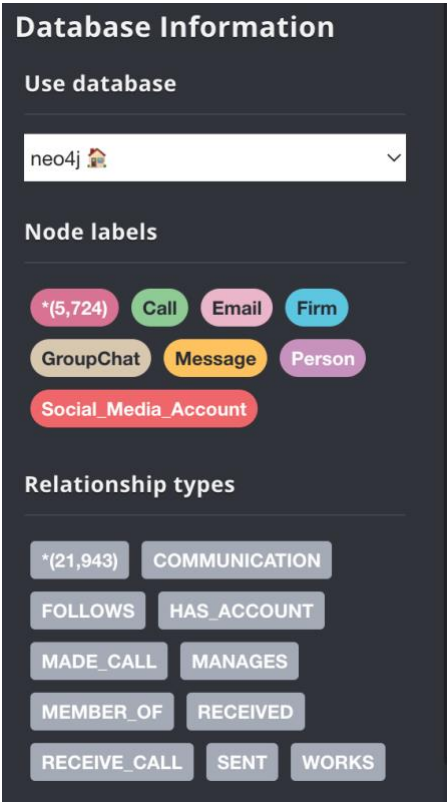 Database Information
Use database
neo4j
Node labels
*(5,724) Call Email Firm
GroupChat Message Person
Social_Media_Account
Relationship types
*(21,943) COMMUNICATION
FOLLOWS HAS_ACCOUNT
MADE_CALL MANAGES
MEMBER_OF RECEIVED
RECEIVE_CALL SENT WORKS